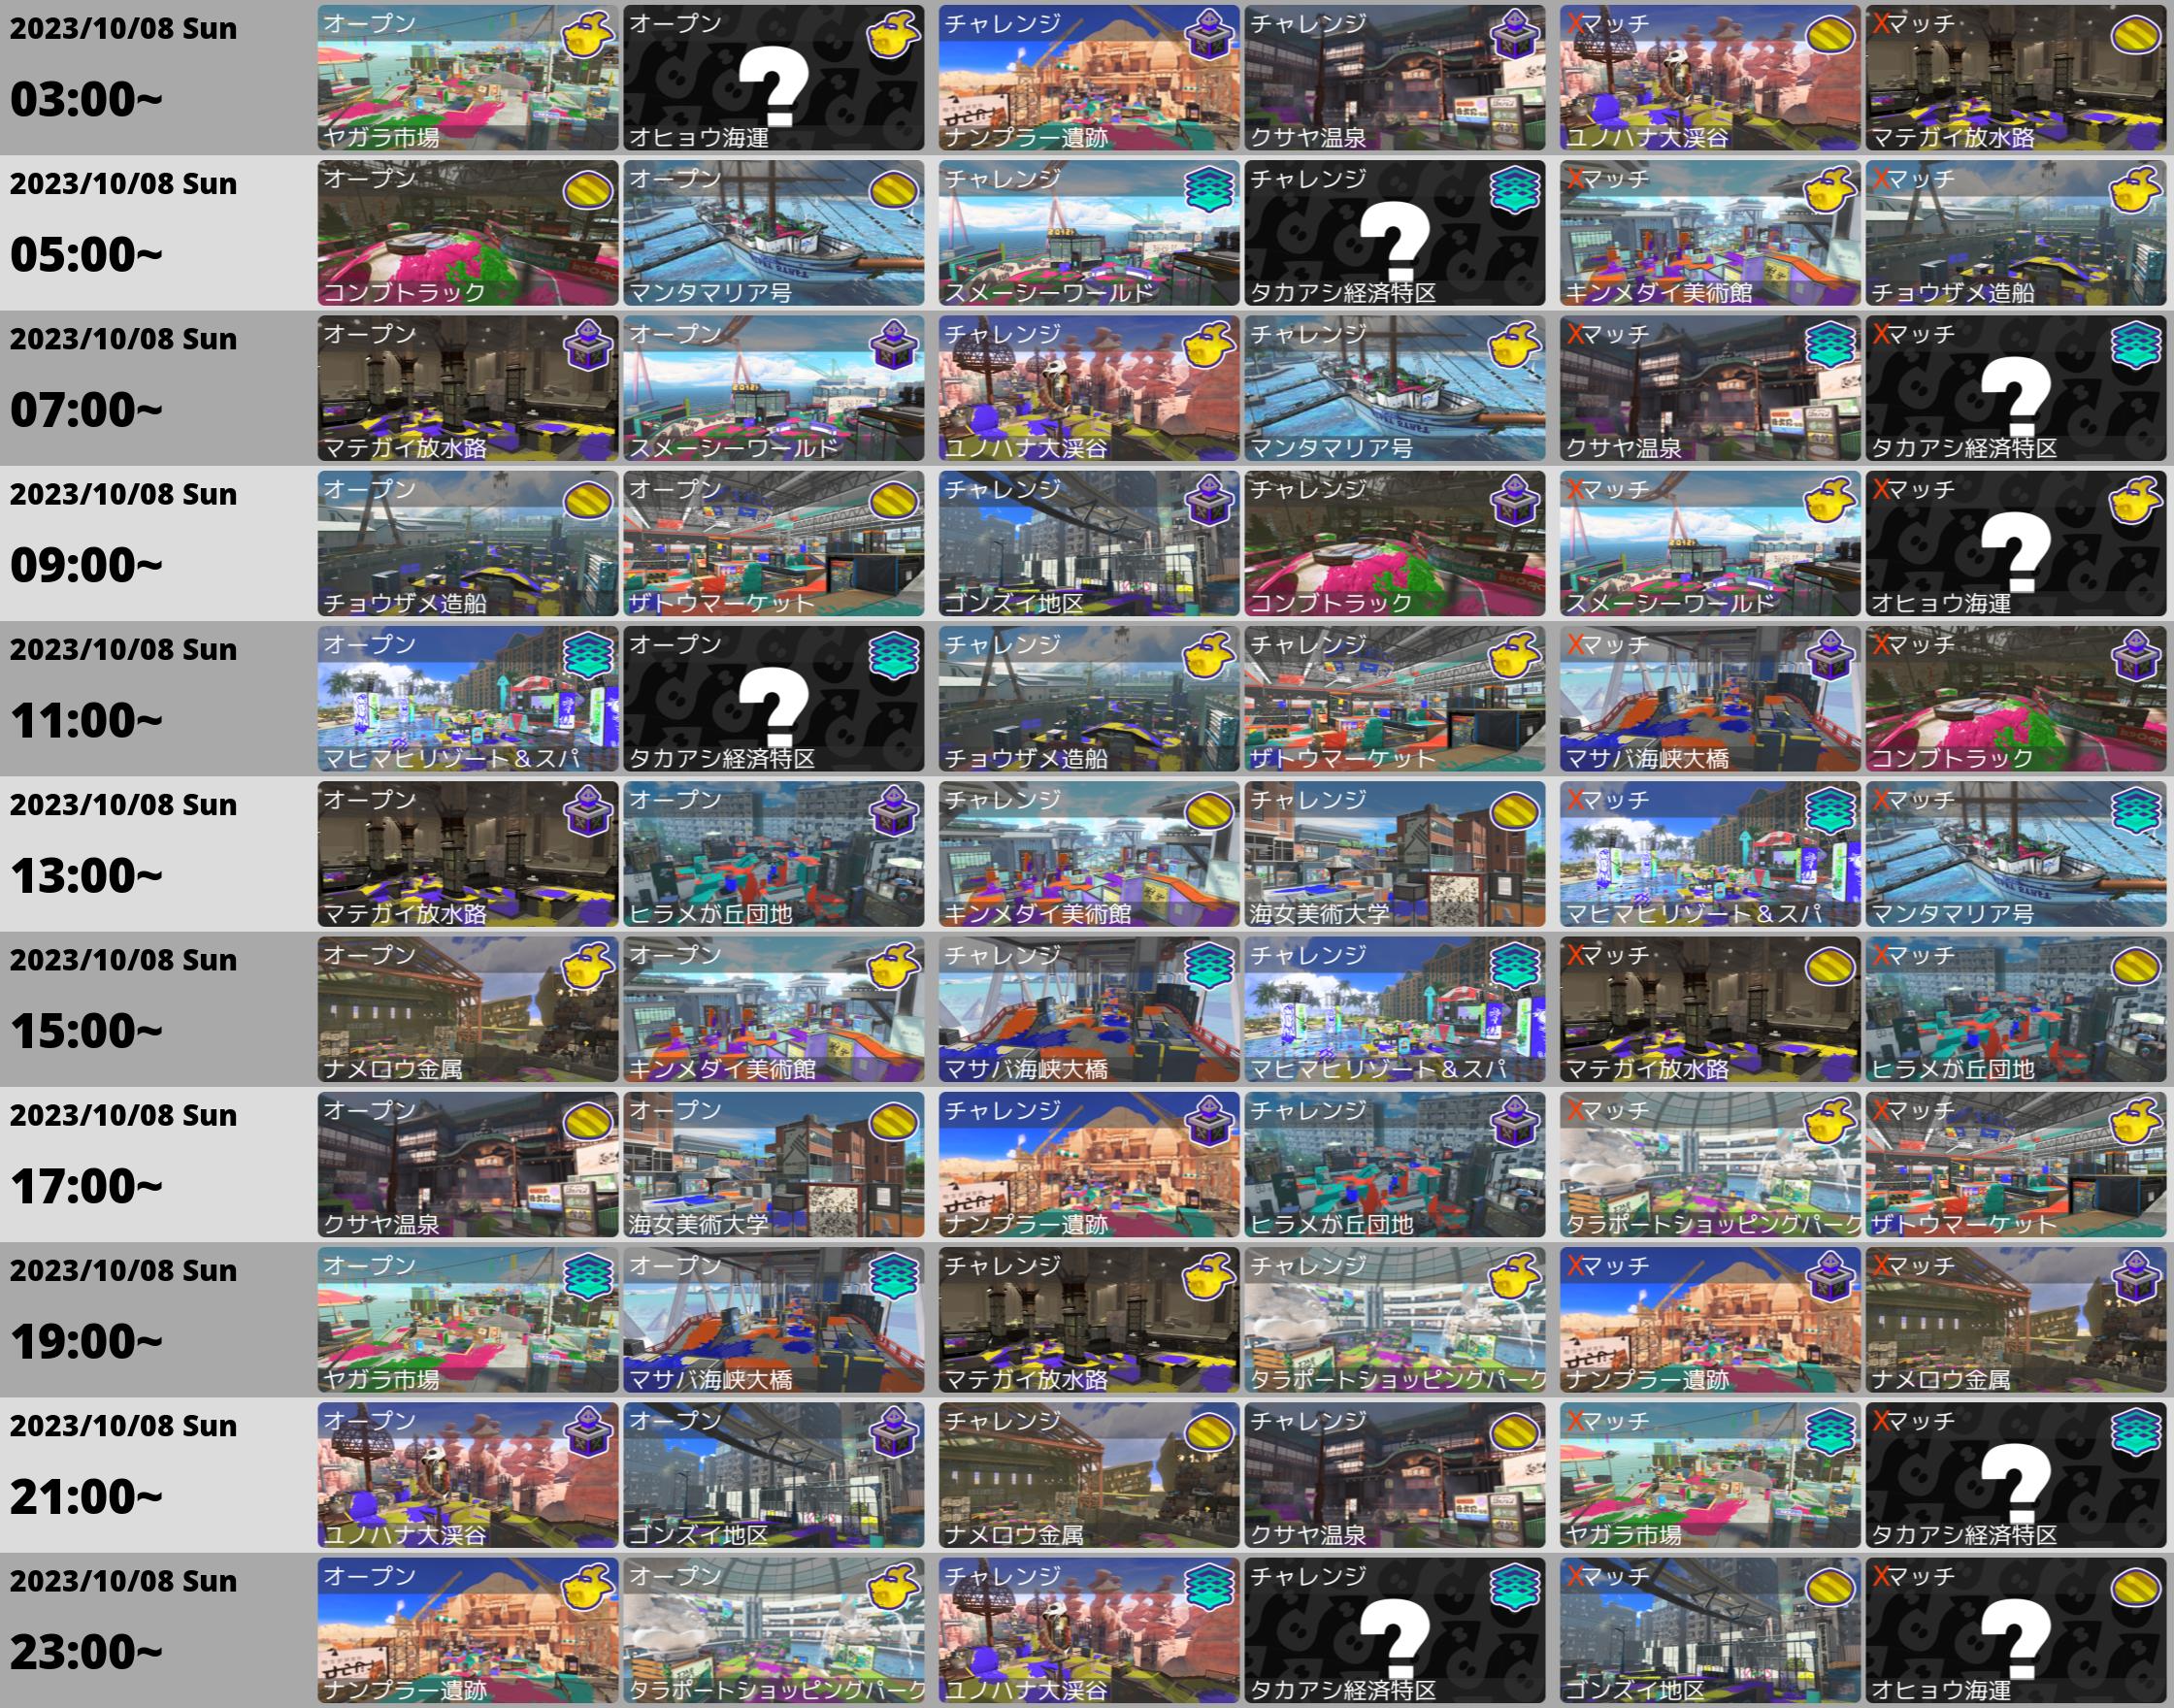 2023/10/08 Sun
03:00~
オープン
ヤガラ市場
オープン
オヒョウ海運
チャレンジ
ナンプラー遺跡
チャレンジ
クサヤ温泉
Xマッチ
ユノハナ大渓谷
Xマッチ
マテガイ放水路
2023/10/08 Sun
05:00~
オープン
コンブトラック
オープン
マンタマリア号
チャレンジ
スメーシーワールド
チャレンジ
タカアシ経済特区
Xマッチ
キンメダイ美術館
Xマッチ
チョウザメ造船
2023/10/08 Sun
07:00~
オープン
マテガイ放水路
オープン
スメーシーワールド
チャレンジ
ユノハナ大渓谷
チャレンジ
マンタマリア号
Xマッチ
クサヤ温泉
Xマッチ
タカアシ経済特区
2023/10/08 Sun
09:00~
オープン
チョウザメ造船
オープン
ザトウマーケット
チャレンジ
ゴンズイ地区
チャレンジ
コンブトラック
Xマッチ
スメーシーワールド
Xマッチ
オヒョウ海運
2023/10/08 Sun
11:00~
オープン
マヒマヒリゾート＆スパ
オープン
タカアシ経済特区
チャレンジ
チョウザメ造船
チャレンジ
ザトウマーケット
Xマッチ
マサバ海峡大橋
Xマッチ
コンブトラック
2023/10/08 Sun
13:00~
オープン
マテガイ放水路
オープン
ヒラメが丘団地
チャレンジ
キンメダイ美術館
チャレンジ
海女美術大学
Xマッチ
マヒマヒリゾート＆スパ
Xマッチ
マンタマリア号
2023/10/08 Sun
15:00~
オープン
ナメロウ金属
オープン
キンメダイ美術館
チャレンジ
マサバ海峡大橋
チャレンジ
マヒマヒリゾート＆スパ
Xマッチ
マテガイ放水路
Xマッチ
ヒラメが丘団地
2023/10/08 Sun
17:00~
オープン
クサヤ温泉
オープン
海女美術大学
チャレンジ
ナンプラー遺跡
チャレンジ
ヒラメが丘団地
Xマッチ
タラポートショッピングパーク
Xマッチ
ザトウマーケット
2023/10/08 Sun
19:00~
オープン
ヤガラ市場
オープン
マサバ海峡大橋
チャレンジ
マテガイ放水路
チャレンジ
タラポートショッピングパーク
Xマッチ
ナンプラー遺跡
Xマッチ
ナメロウ金属
2023/10/08 Sun
21:00~
オープン
ユノハナ大渓谷
オープン
ゴンズイ地区
チャレンジ
ナメロウ金属
チャレンジ
クサヤ温泉
Xマッチ
ヤガラ市場
Xマッチ
タカアシ経済特区
2023/10/08 Sun
23:00~
オープン
ナンプラー遺跡
オープン
タラポートショッピングパーク
チャレンジ
ユノハナ大渓谷
チャレンジ
タカアシ経済特区
Xマッチ
ゴンズイ地区
Xマッチ
オヒョウ海運